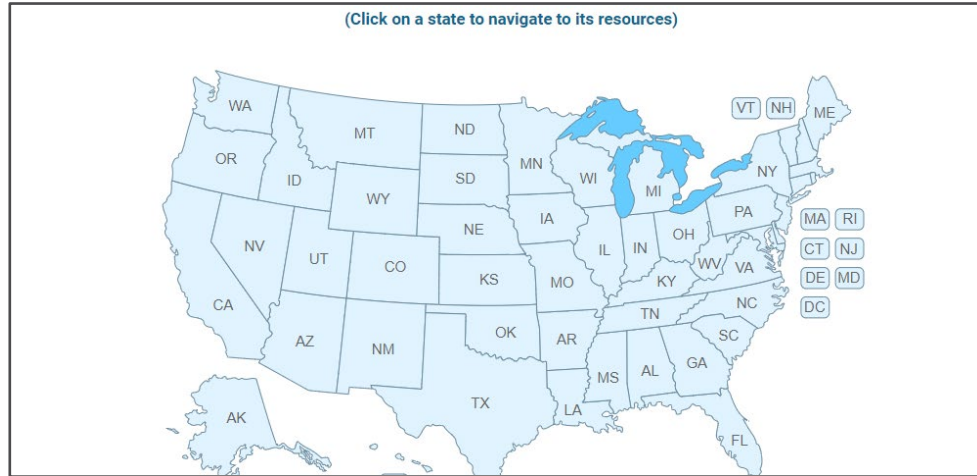 (Click on a state to navigate to its resources)
WA
MT
ND
MN
VT NH
ME
OR
ID
SD
WI
MI
NY
WY
IA
PA
MA RI
NV
UT
CO
NE
IL
IN
OH
WV
VA
CT NJ
CA
KS
MO
KY
DE MD
AZ
NM
OK
AR
TN
NC
DC
SC
MS
AL
GA
TX
LA
AK
FL